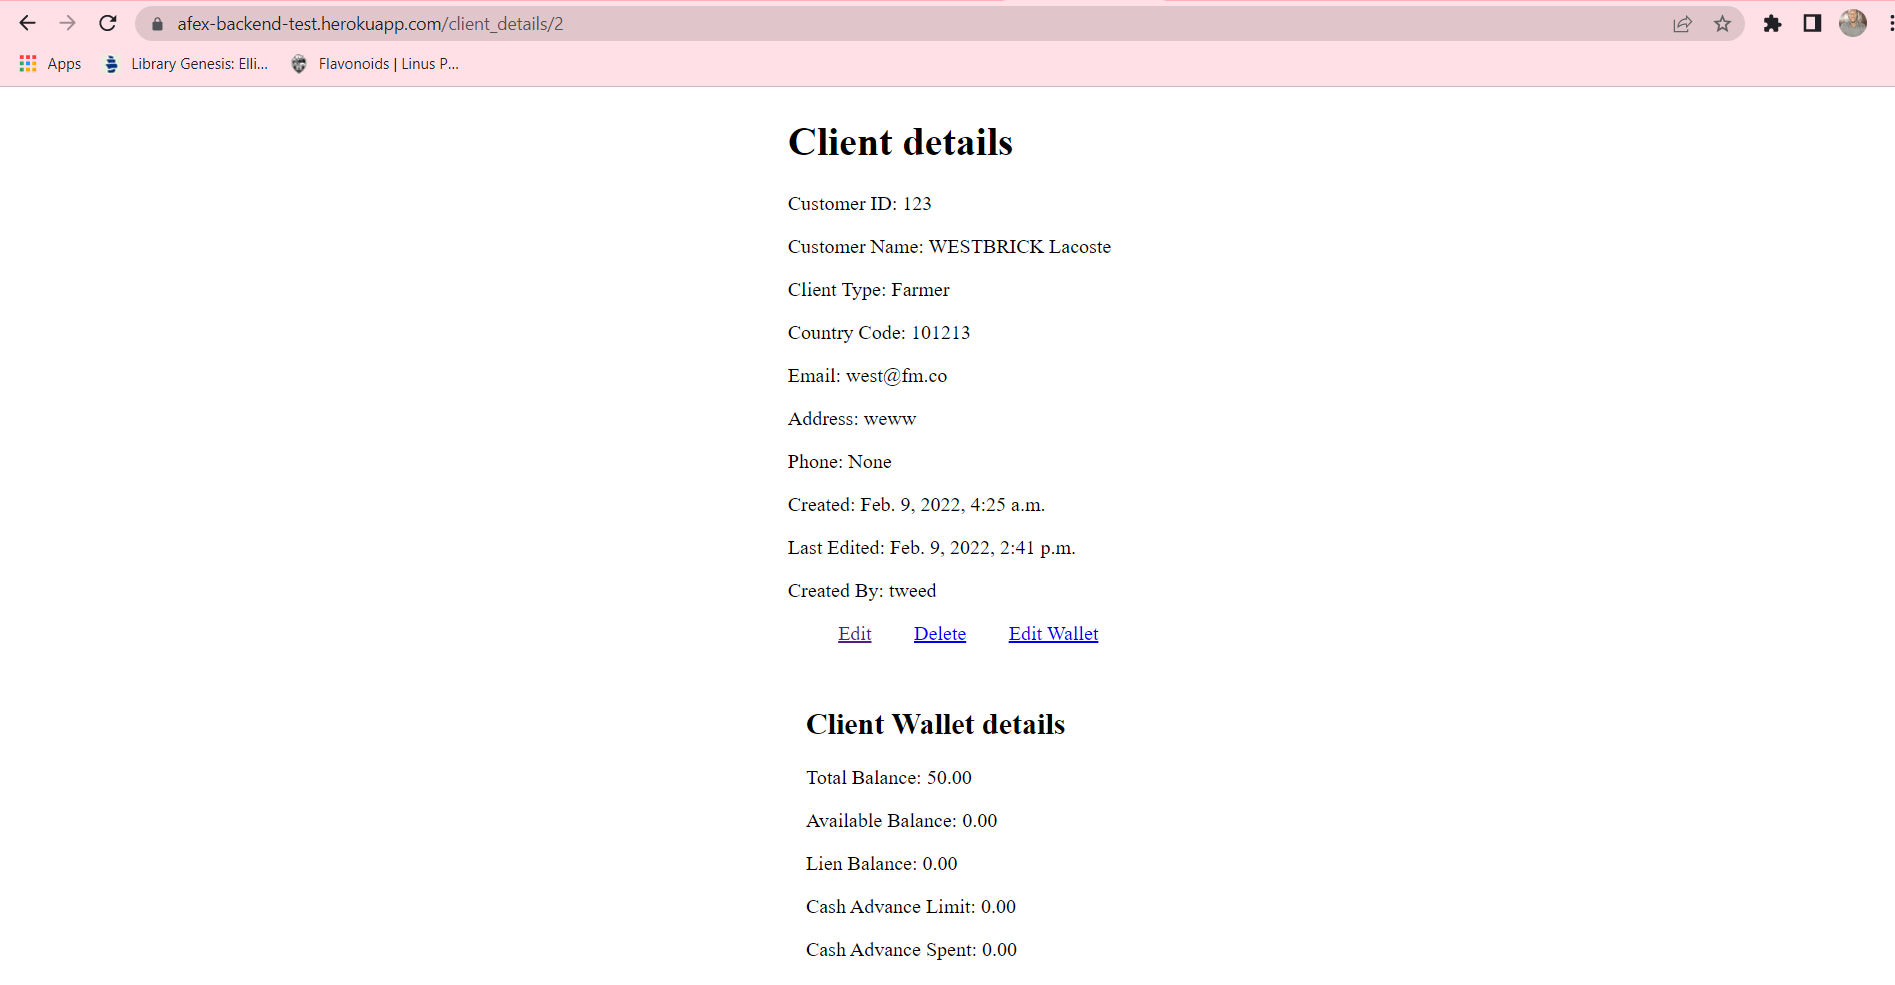 afex-backend-test.herokuapp.com/client_details/2
Apps Library Genesis: Elli... Flavonoids | Linus P...
Client details
Customer ID: 123
Customer Name: WESTBRICK Lacoste
Client Type: Farmer
Country Code: 101213
Email: west@fm.co
Address: weww
Phone: None
Created: Feb. 9, 2022, 4:25 a.m.
Last Edited: Feb. 9, 2022, 2:41 p.m.
Created By: tweed
Edit Delete Edit Wallet
Client Wallet details
Total Balance: 50.00
Available Balance: 0.00
Lien Balance: 0.00
Cash Advance Limit: 0.00
Cash Advance Spent: 0.00